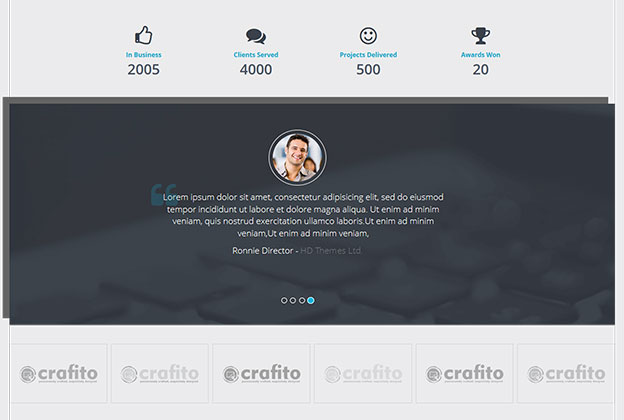 In Business
Clients Served
Projects Delivered
Awards Won
2005
4000
500
20
Lorem ipsum dolor sit amet, consectetur adipisicing elit, sed do eiusmod
tempor incididunt ut labore et dolore magna aliqua. Ut enim ad minim
veniam, quis nostrud exercitation ullamco laboris.Ut enim ad minim
veniam,Ut enim ad minim veniam,
Ronnie Director - HD Themes Ltd
crafito
crafito
crafito
crafito
crafito
crafito